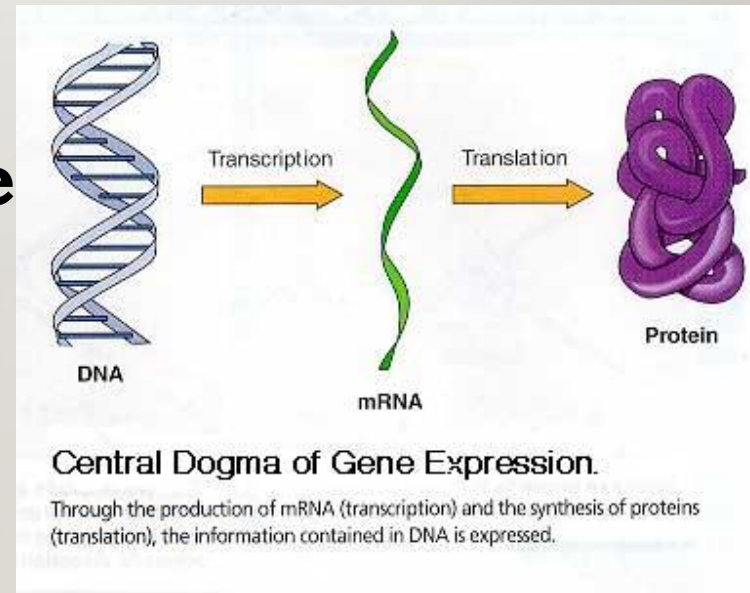 Transcription
Translation
e
Protein
DNA
mRNA
Central Dogma of Gene Expression.
Through the production of mRNA (transcription) and the synthesis of proteins
(translation), the information contained in DNA is expressed.